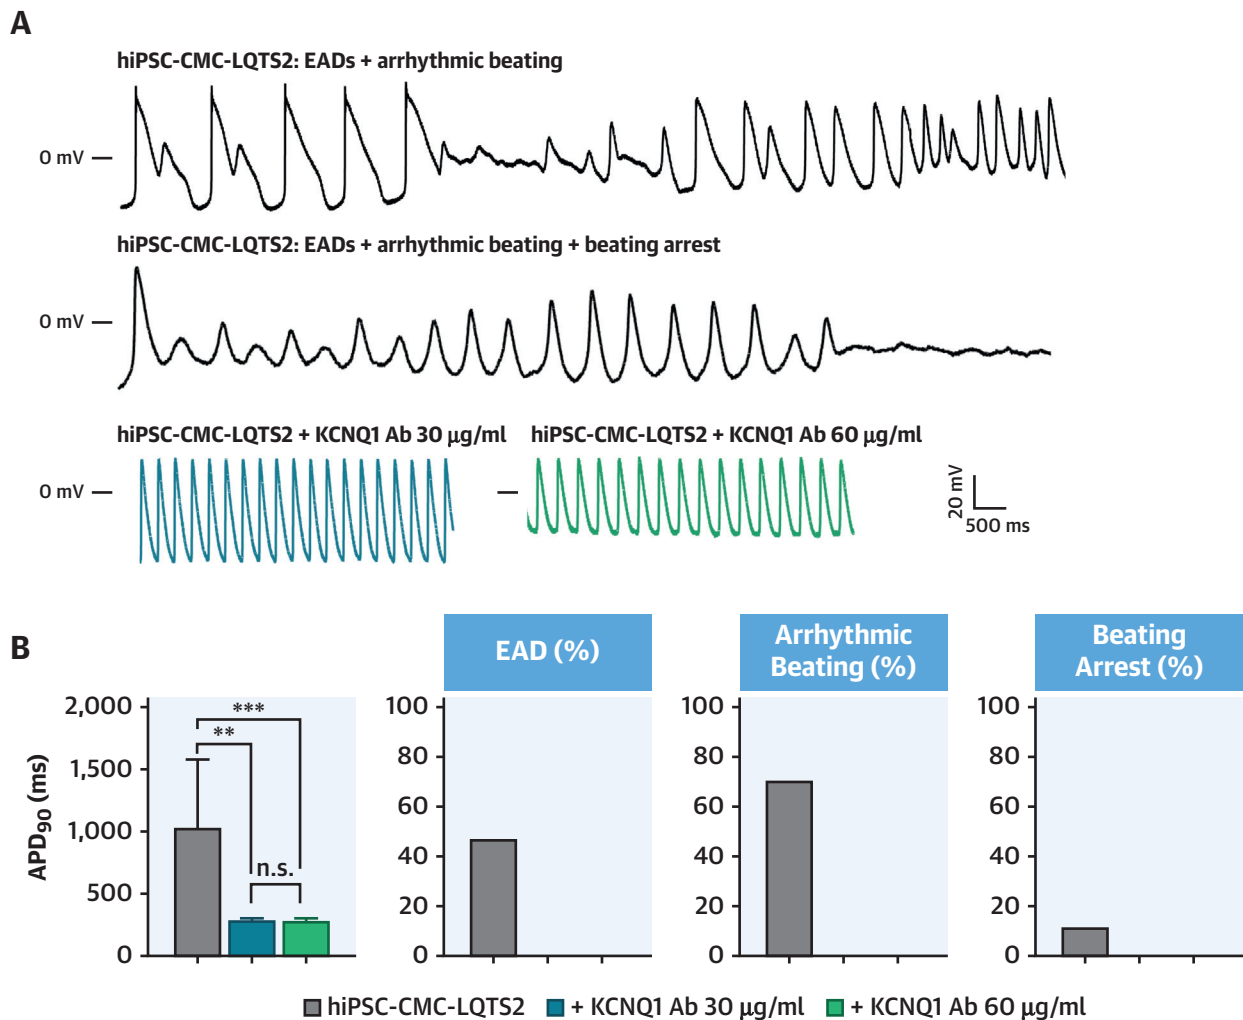 A
hiPSC-CMC-LQTS2: EADs + arrhythmic beating
0 mV
hiPSC-CMC-LQTS2: EADs + arrhythmic beating + beating arrest
0 mV
hiPSC-CMC-LQTS2 + KCNQ1 Ab 30 μg/ml
hiPSC-CMC-LQTS2 + KCNQ1 Ab 60 μg/ml
0 mV
20 mV
500 ms
B
APD90 (ms)
2,000
1,500
1,000
500
0
***
**
n.s.
EAD (%)
100
80
60
40
20
0
Arrhythmic
Beating (%)
100
80
60
40
20
0
Beating
Arrest (%)
100
80
60
40
20
0
hiPSC-CMC-LQTS2
+ KCNQ1 Ab 30 μg/ml
+ KCNQ1 Ab 60 μg/ml